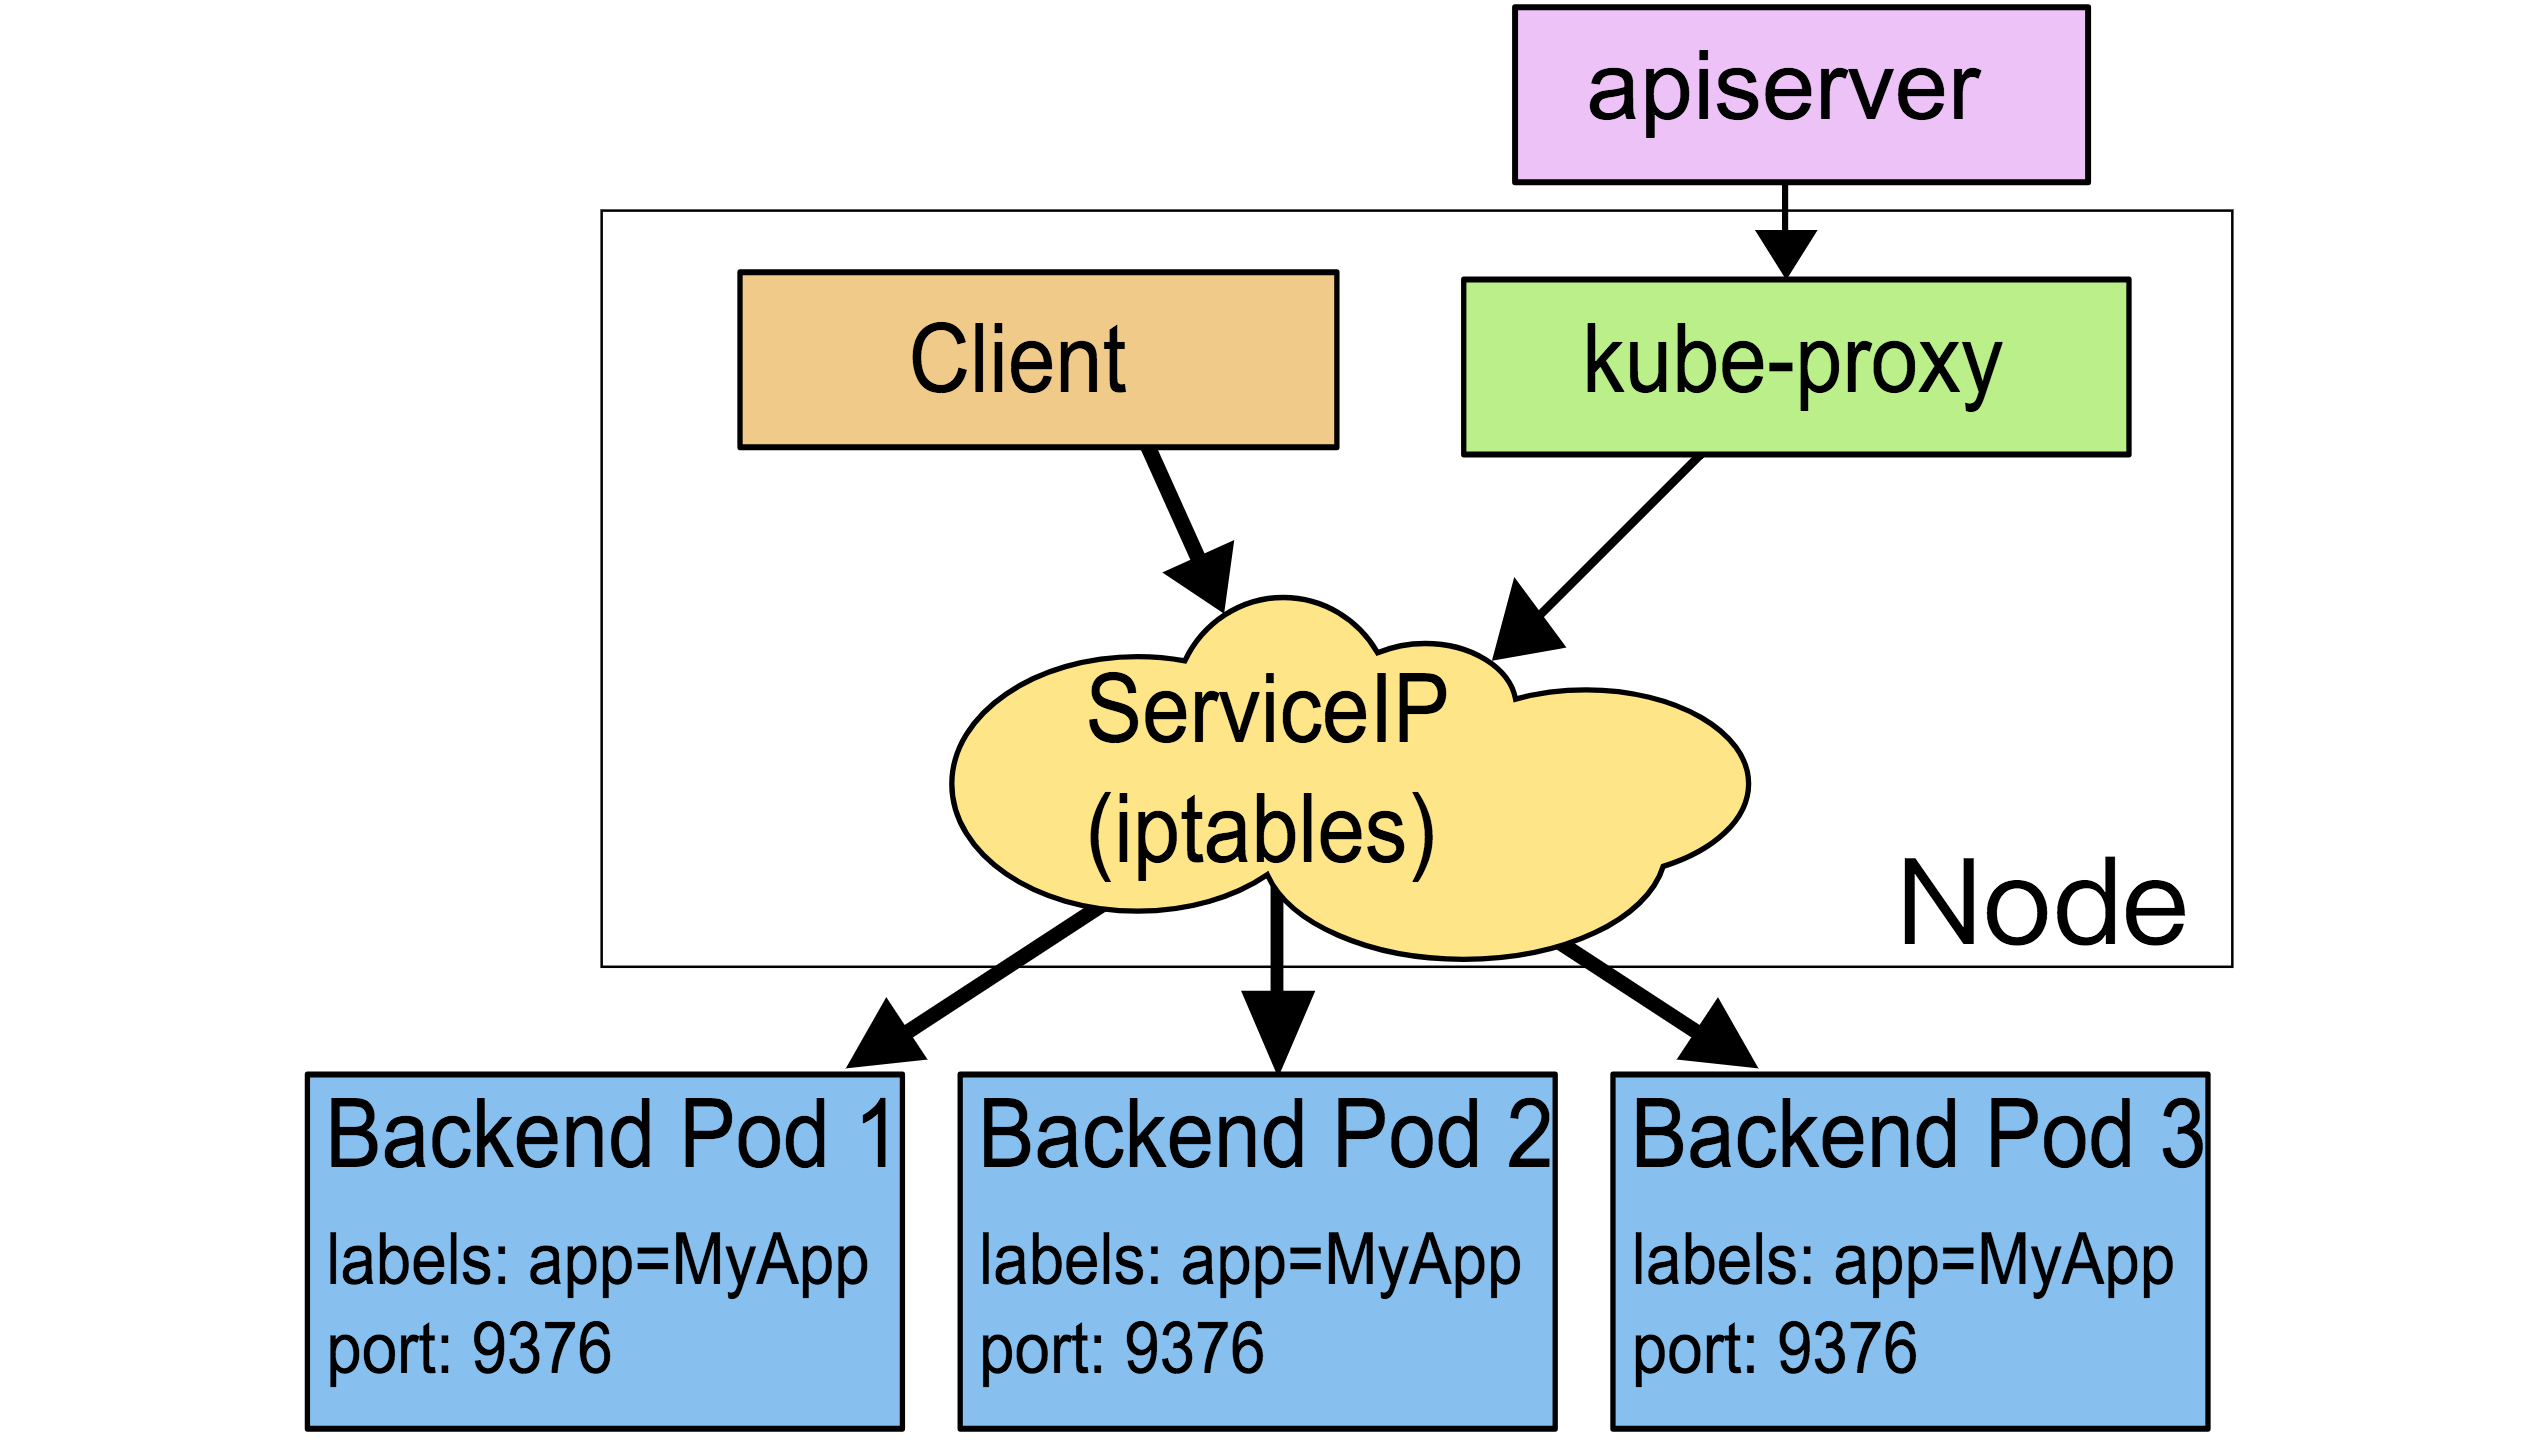 apiserver
Client
kube-proxy
ServiceIP
(iptables)
Node
Backend Pod 1
labels: app=MyApp
port: 9376
Backend Pod 2
labels: app=MyApp
port: 9376
Backend Pod 3
labels: app=MyApp
port: 9376